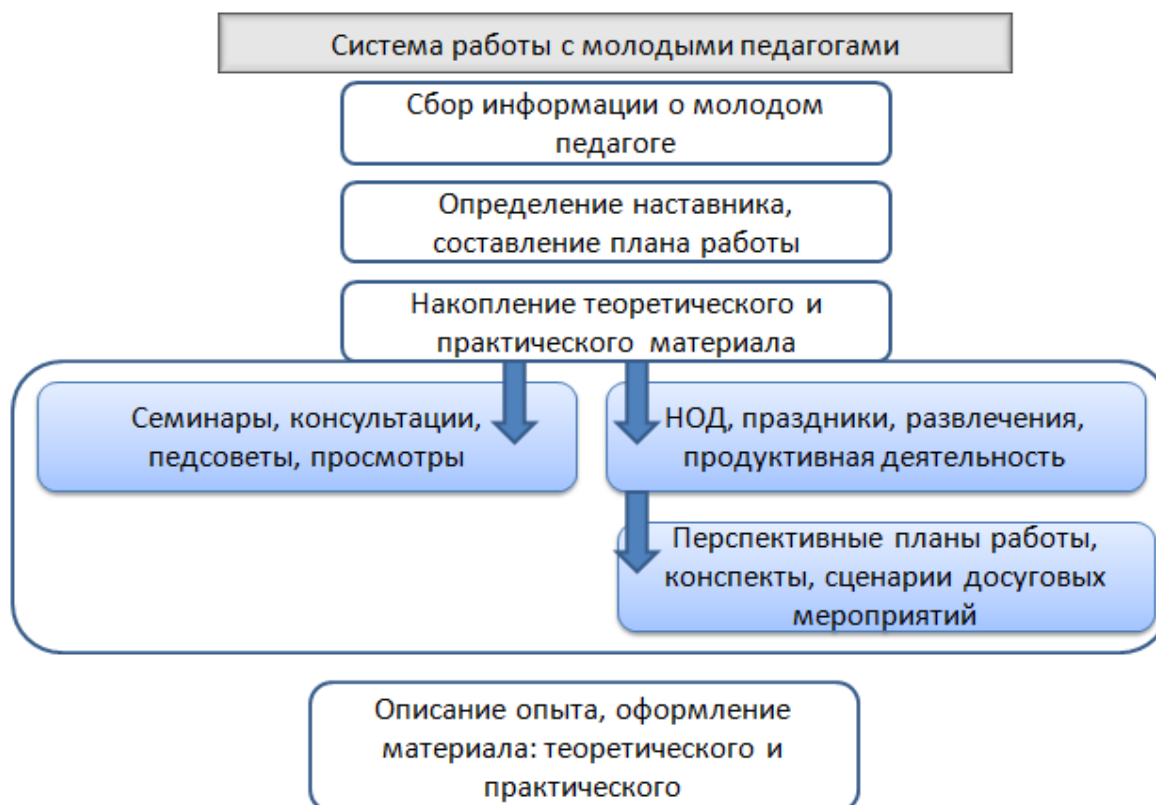 Система работы с молодыми педагогами
Сбор информации о молодом
педагоге
Определение наставника,
составление плана работы
Накопление теоретического и
практического материала
Семинары, консультации,
педсоветы, просмотры
НОД, праздники, развлечения,
продуктивная деятельность
Перспективные планы работы,
конспекты, сценарии досуговых
мероприятий
Описание опыта, оформление
материала: теоретического и
практического